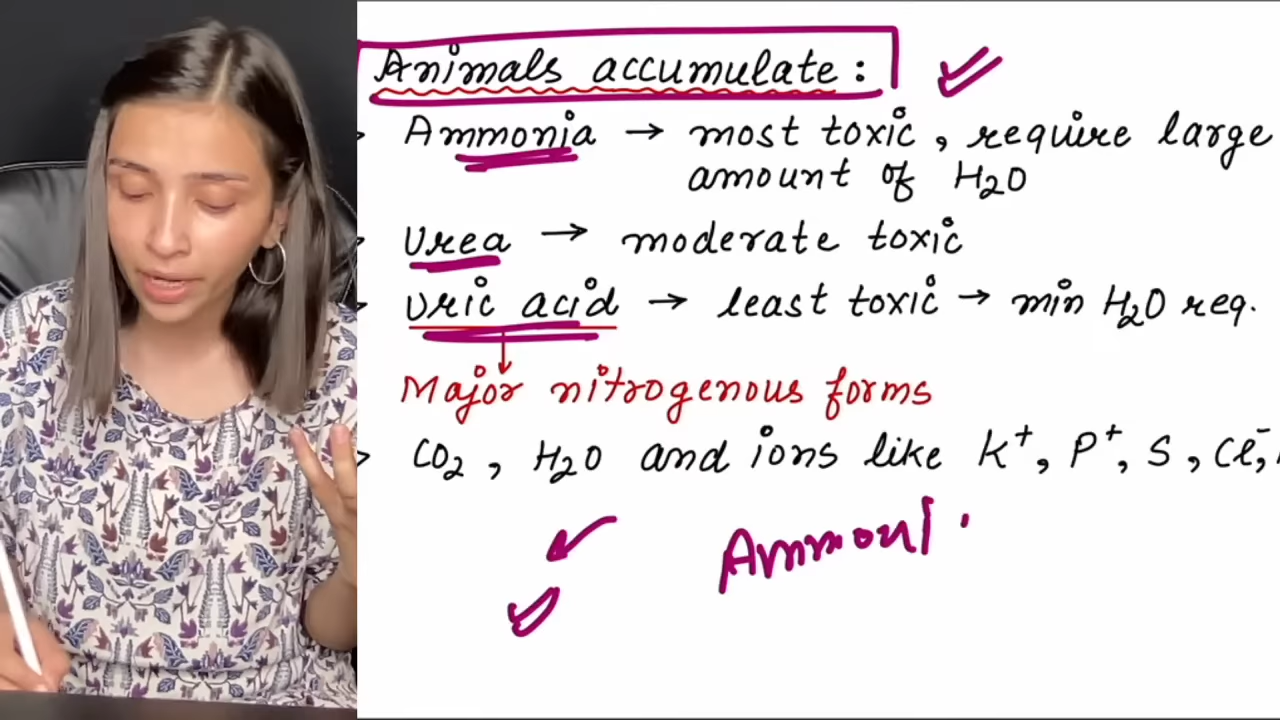 Animals accumulate :
Ammonia → most toxic, require large
amount of H2O
Urea → moderate toxic
Uric acid → least toxic → min H2O req.
Major nitrogenous forms
CO2, H2O and ions like K⁺, P⁺, S, Cl⁻,